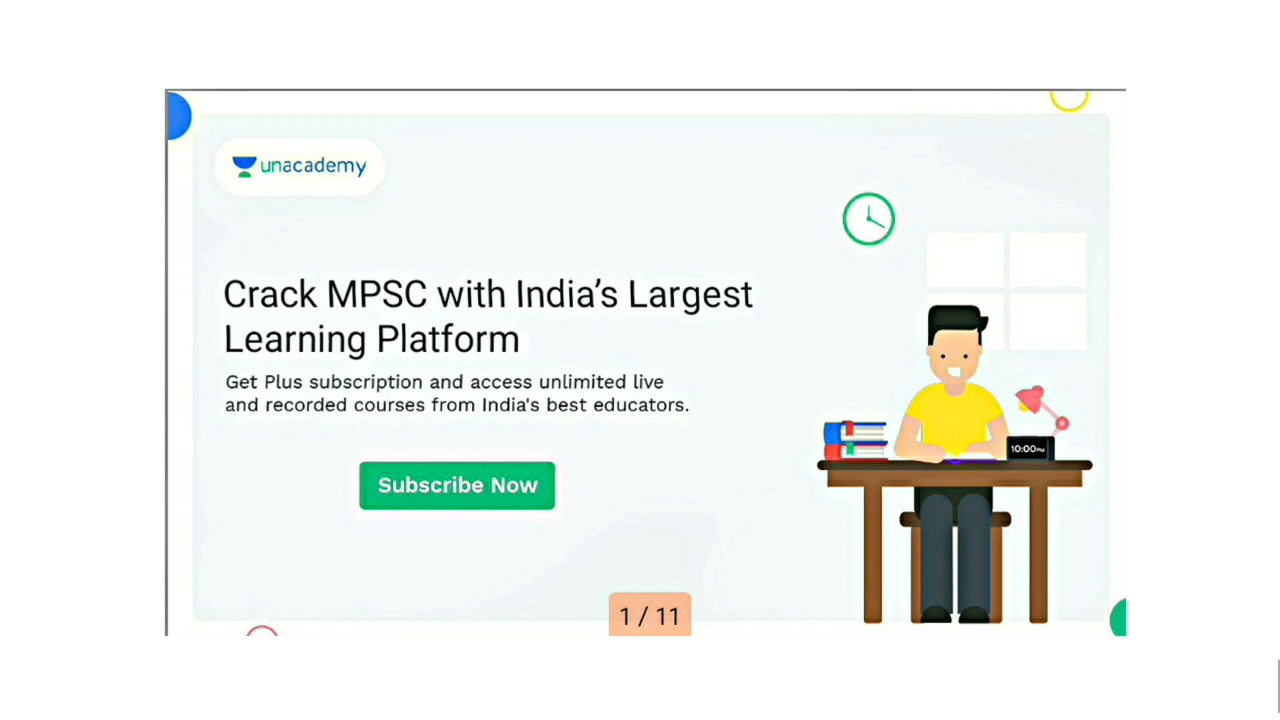 unacademy
Crack MPSC with India’s Largest
Learning Platform
Get Plus subscription and access unlimited live
and recorded courses from India's best educators.
10:00PM
Subscribe Now
1 / 11